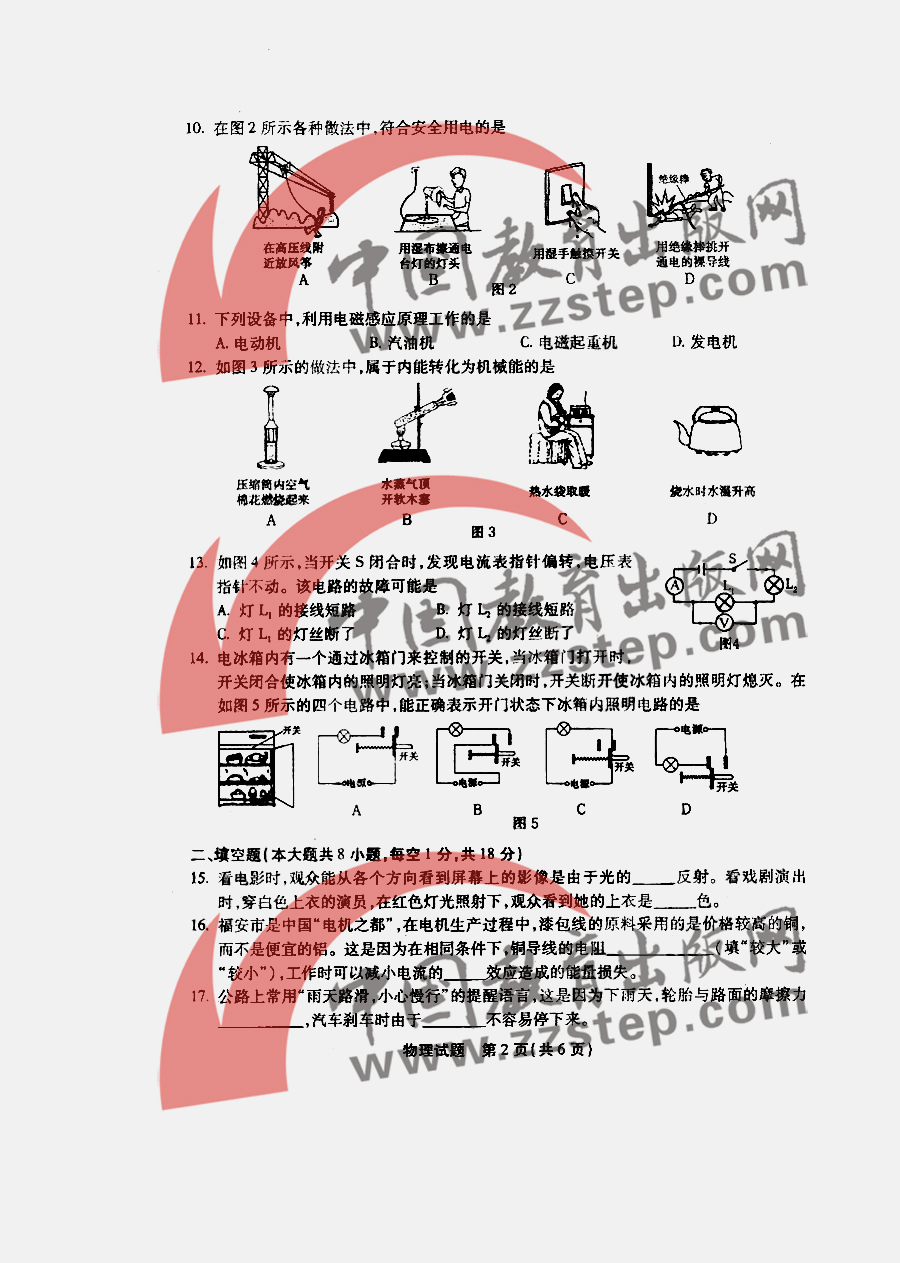 10. 在图2所示各种做法中,符合安全用电的是
绝缘棒
在高压线附近放风筝
用湿布擦通电台灯的灯头
用湿手触摸开关
用绝缘棒挑开通电的裸导线
A B C D
图2
11. 下列设备中,利用电磁感应原理工作的是
A. 电动机 B. 汽油机 C. 电磁起重机 D. 发电机
12. 如图3所示的做法中,属于内能转化为机械能的是
压缩筒内空气棉花燃烧起来
水蒸气顶开软木塞
热水袋取暖
烧水时水温升高
A B C D
图3
13. 如图4所示,当开关S闭合时,发现电流表指针偏转,电压表
指针不动。该电路的故障可能是
A. 灯L₁的接线短路 B. 灯L₂的接线短路
C. 灯L₁的灯丝断了 D. 灯L₂的灯丝断了
S
A L₁ L₂
V
图4
14. 电冰箱内有一个通过冰箱门来控制的开关,当冰箱门打开时,
开关闭合使冰箱内的照明灯亮;当冰箱门关闭时,开关断开使冰箱内的照明灯熄灭。在
如图5所示的四个电路中,能正确表示开门状态下冰箱内照明电路的是
开关 开关 开关 开关 开关
电源 电源 电源 电源
A B C D
图5
二、填空题(本大题共8小题,每空1分,共18分)
15. 看电影时,观众能从各个方向看到屏幕上的影像是由于光的_____反射。看戏剧演出
时,穿白色上衣的演员,在红色灯光照射下,观众看到她的上衣是_____色。
16. 福安市是中国“电机之都”,在电机生产过程中,漆包线的原料采用的是价格较高的铜,
而不是便宜的铝。这是因为在相同条件下,铜导线的电阻____________(填“较大”或
“较小”),工作时可以减小电流的_____效应造成的能量损失。
17. 公路上常用“雨天路滑,小心慢行”的提醒语言,这是因为下雨天,轮胎与路面的摩擦力
__________,汽车刹车时由于_______不容易停下来。
物理试题 第2页(共6页)
中国教育出版网
www.zzstep.com
中国教育出版网
www.zzstep.com
中国教育出版网
www.zzstep.com